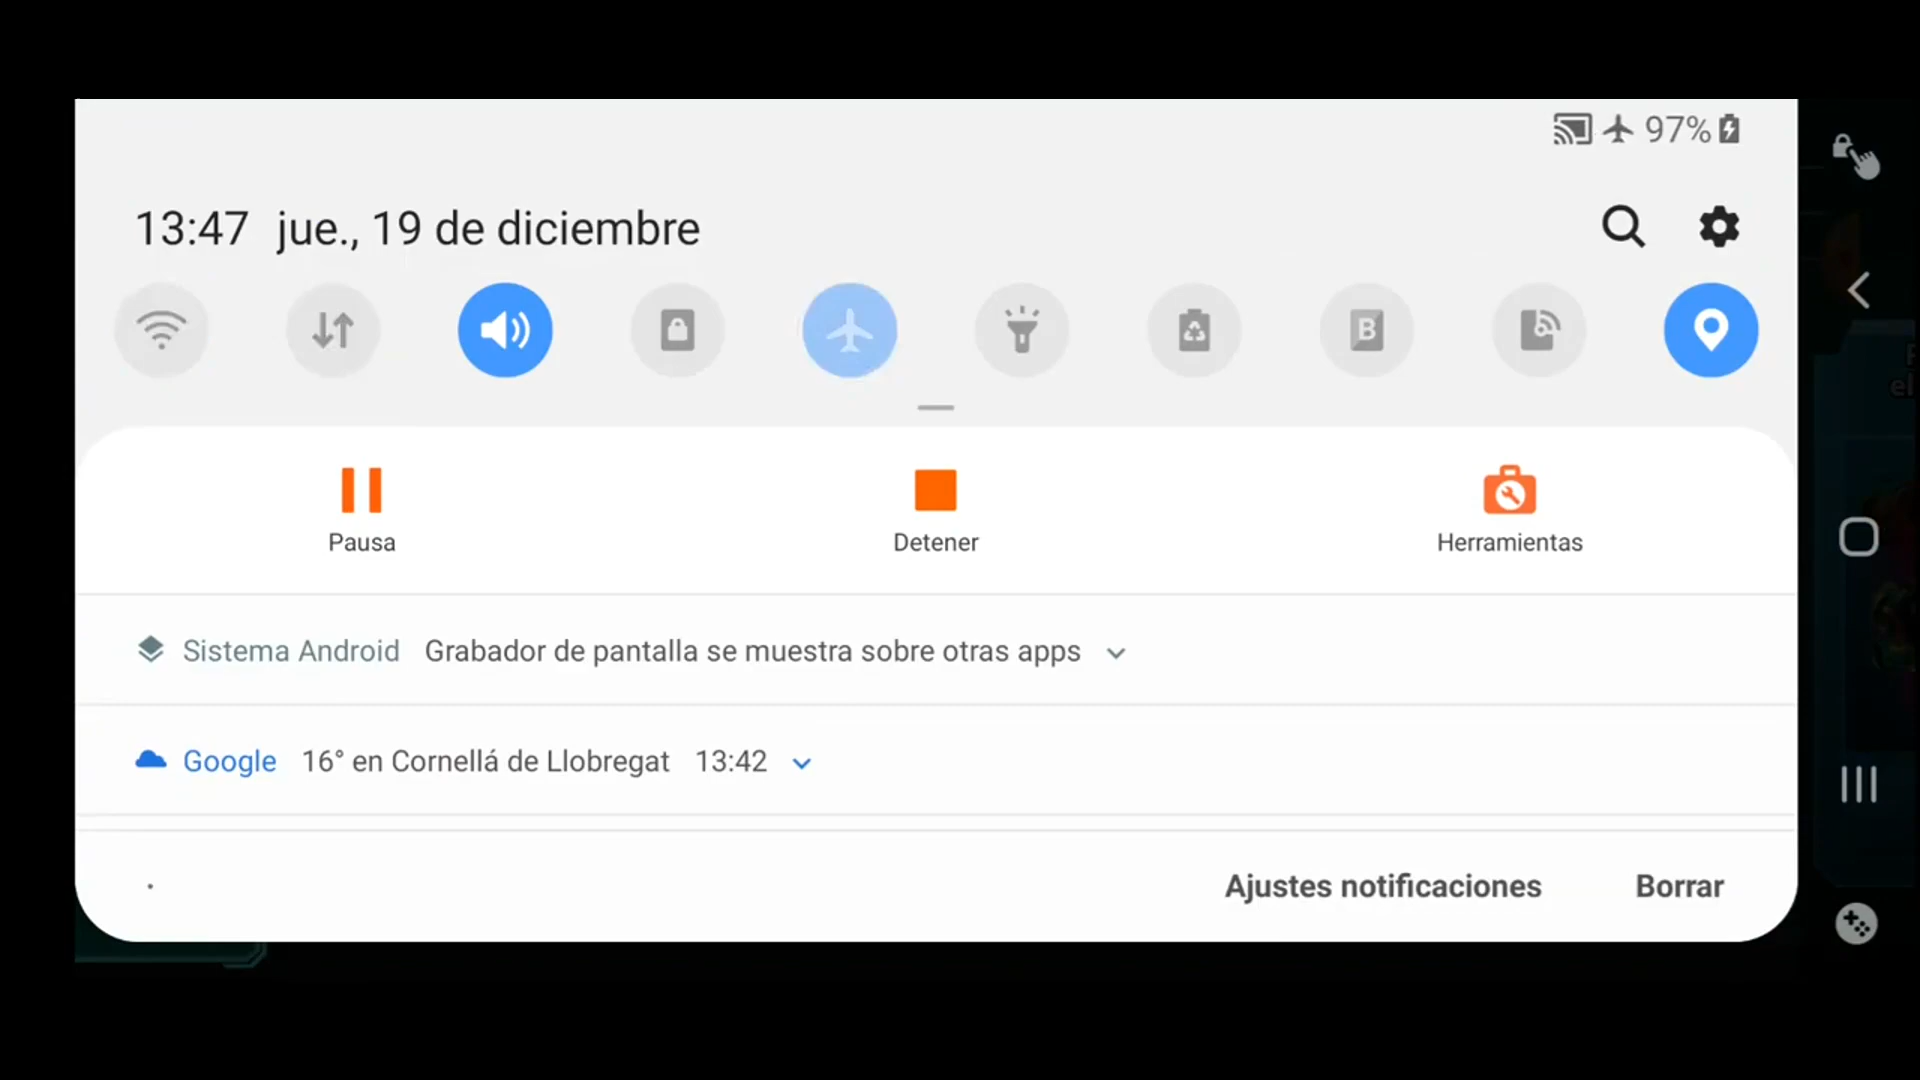 97%
13:47 jue., 19 de diciembre
B
Pausa
Detener
Herramientas
Sistema Android Grabador de pantalla se muestra sobre otras apps
Google 16° en Cornellá de Llobregat 13:42
Ajustes notificaciones Borrar